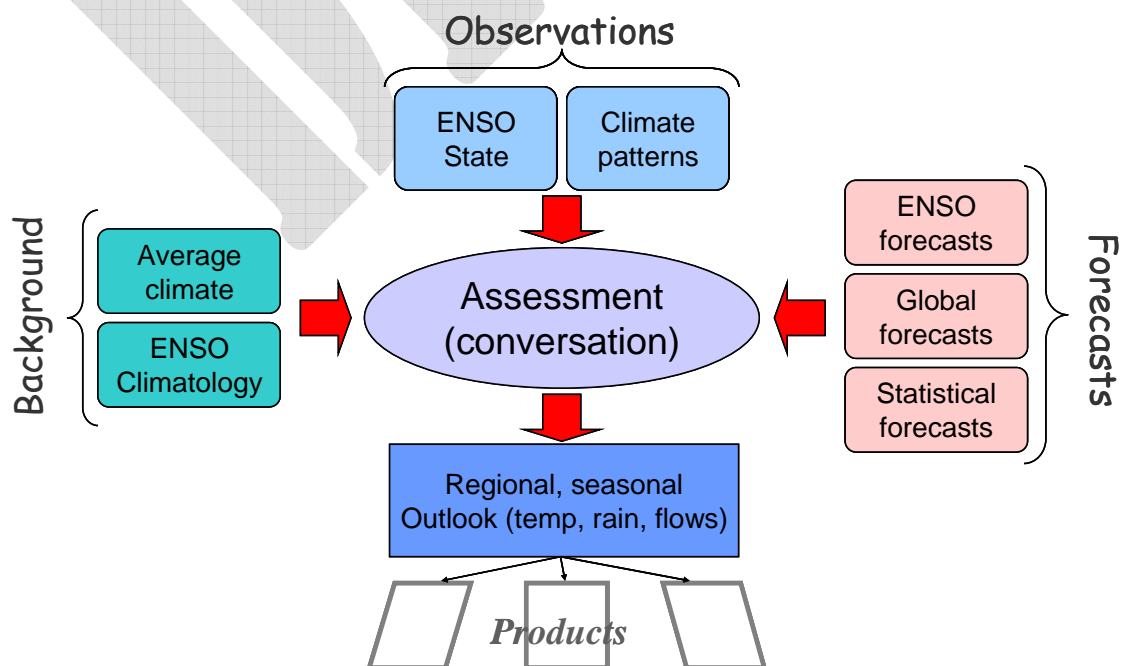 Observations
ENSO
State
Climate
patterns
Background
Average
climate
ENSO
Climatology
Assessment
(conversation)
ENSO
forecasts
Global
forecasts
Statistical
forecasts
Forecasts
Regional, seasonal
Outlook (temp, rain, flows)
Products